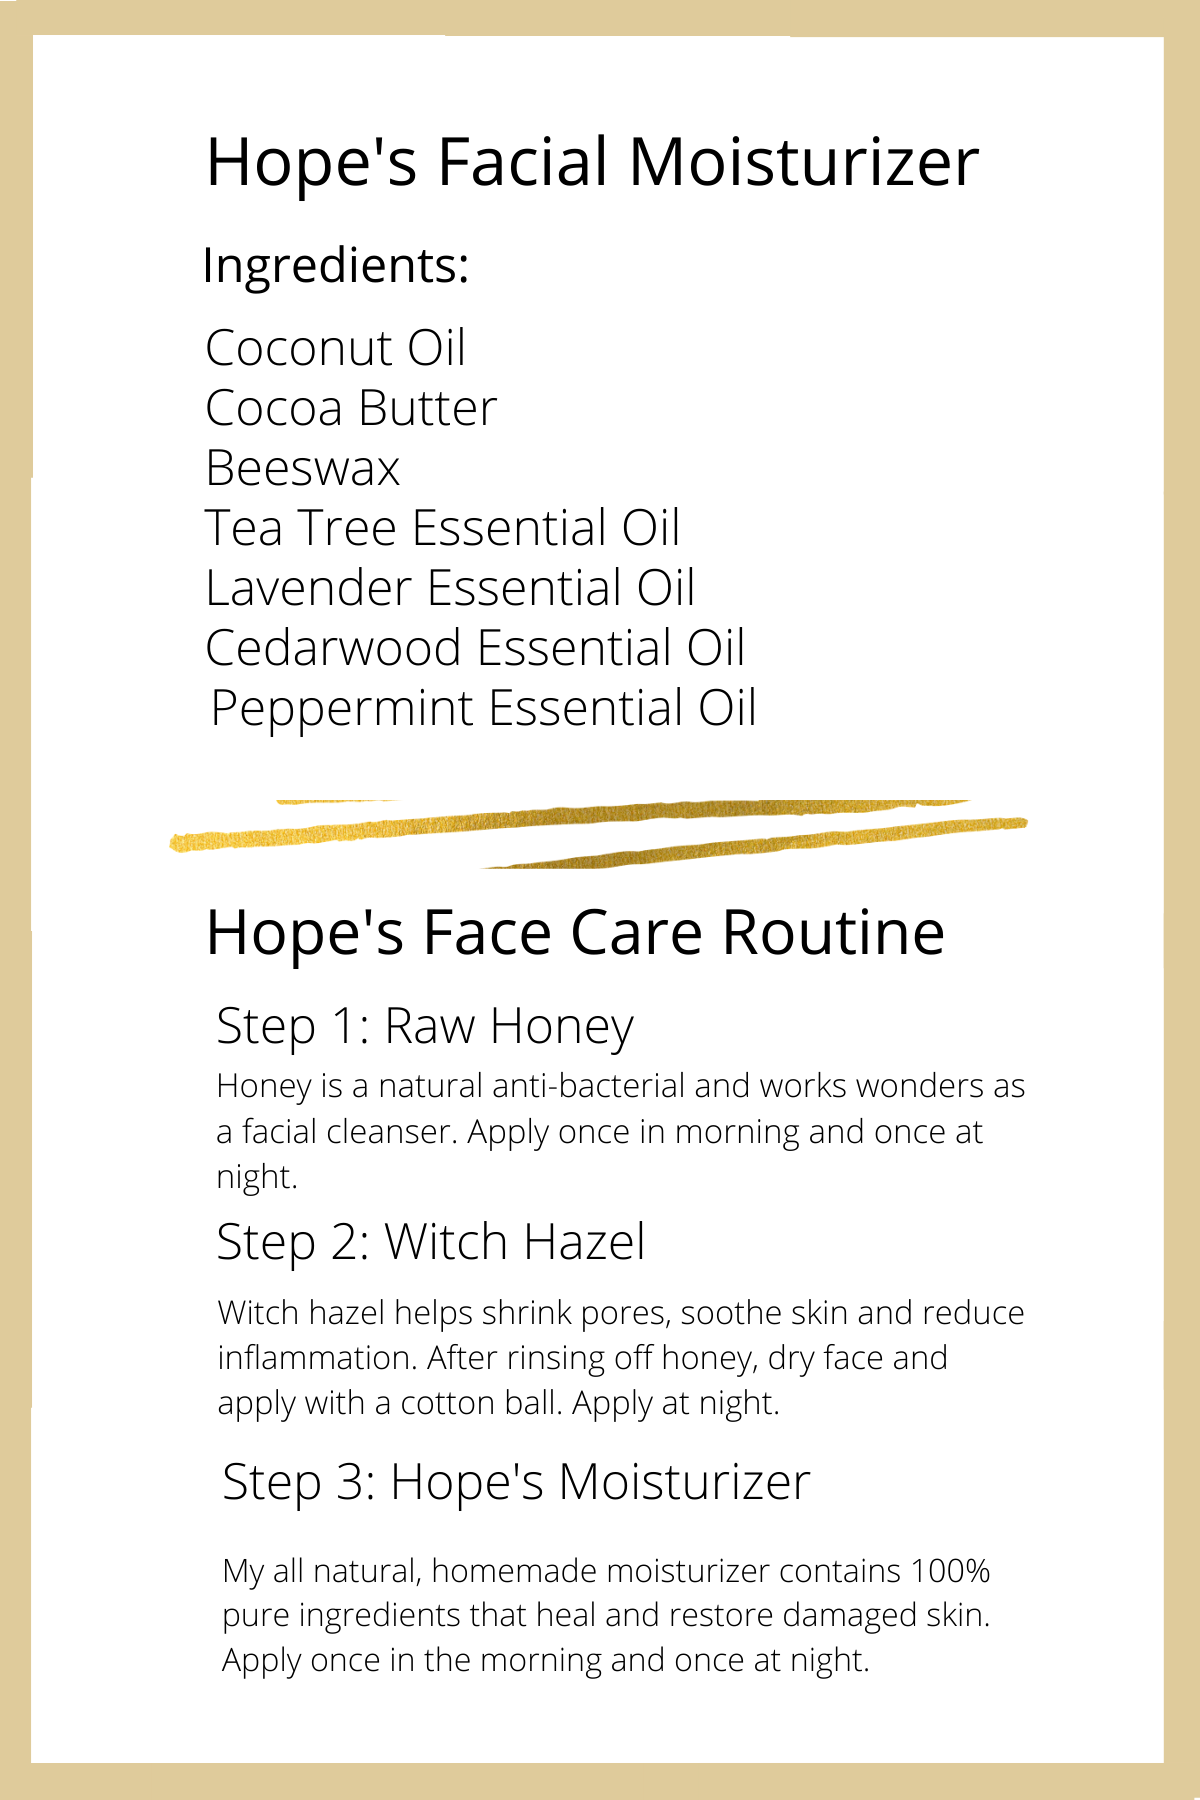 Hope's Facial Moisturizer
Ingredients:
Coconut Oil
Cocoa Butter
Beeswax
Tea Tree Essential Oil
Lavender Essential Oil
Cedarwood Essential Oil
Peppermint Essential Oil
Hope's Face Care Routine
Step 1: Raw Honey
Honey is a natural anti-bacterial and works wonders as
a facial cleanser. Apply once in morning and once at
night.
Step 2: Witch Hazel
Witch hazel helps shrink pores, soothe skin and reduce
inflammation. After rinsing off honey, dry face and
apply with a cotton ball. Apply at night.
Step 3: Hope's Moisturizer
My all natural, homemade moisturizer contains 100%
pure ingredients that heal and restore damaged skin.
Apply once in the morning and once at night.